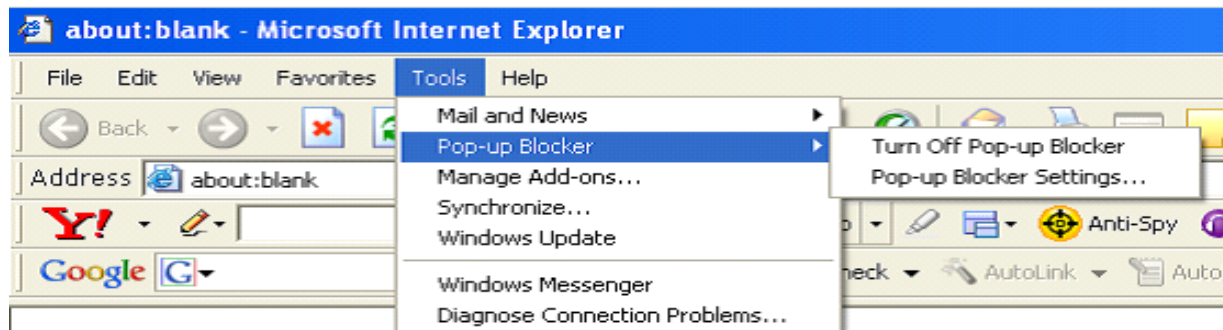 about:blank - Microsoft Internet Explorer
File Edit View Favorites Tools Help
Mail and News
Back
Pop-up Blocker
Turn Off Pop-up Blocker
Manage Add-ons...
Pop-up Blocker Settings...
Address about:blank
Synchronize...
Windows Update
Y! Anti-Spy
Google G
Windows Messenger
AutoLink
Diagnose Connection Problems...